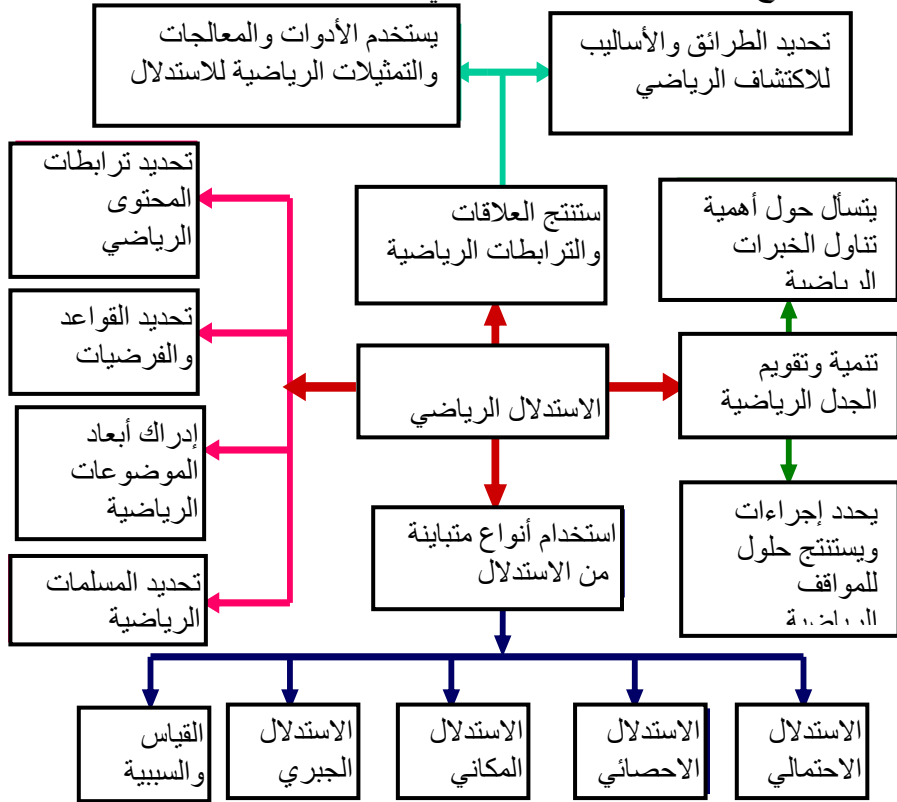 تحديد الطرائق والأساليب
للاكتشاف الرياضي
يستخدم الأدوات والمعالجات
والتمثيلات الرياضية للاستدلال
يتسأل حول أهمية
تناول الخبرات
الرياضية
ستنتج العلاقات
والترابطات الرياضية
تحديد ترابطات
المحتوى
الرياضي
تنمية وتقويم
الجدل الرياضية
الاستدلال الرياضي
تحديد القواعد
والفرضيات
إدراك أبعاد
الموضوعات
الرياضية
يحدد إجراءات
ويستنتج حلول
للمواقف
الرياضية
استخدام أنواع متباينة
من الاستدلال
تحديد المسلمات
الرياضية
الاستدلال
الاحتمالي
الاستدلال
الاحصائي
الاستدلال
المكاني
الاستدلال
الجبري
القياس
والسببية